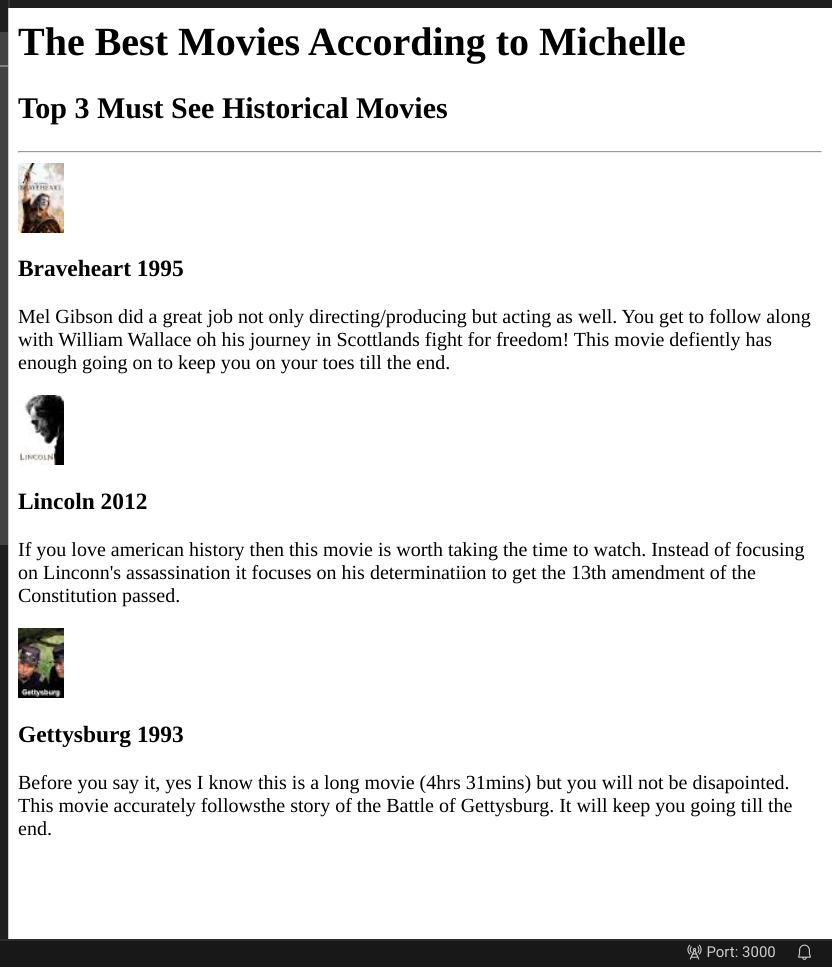 The Best Movies According to Michelle
Top 3 Must See Historical Movies
BRAVEHEART
Braveheart 1995
Mel Gibson did a great job not only directing/producing but acting as well. You get to follow along
with William Wallace oh his journey in Scottlands fight for freedom! This movie defiently has
enough going on to keep you on your toes till the end.
LINCOLN
Lincoln 2012
If you love american history then this movie is worth taking the time to watch. Instead of focusing
on Linconn's assassination it focuses on his determinatiion to get the 13th amendment of the
Constitution passed.
Gettysburg
Gettysburg 1993
Before you say it, yes I know this is a long movie (4hrs 31mins) but you will not be disapointed.
This movie accurately followsthe story of the Battle of Gettysburg. It will keep you going till the
end.
Port: 3000